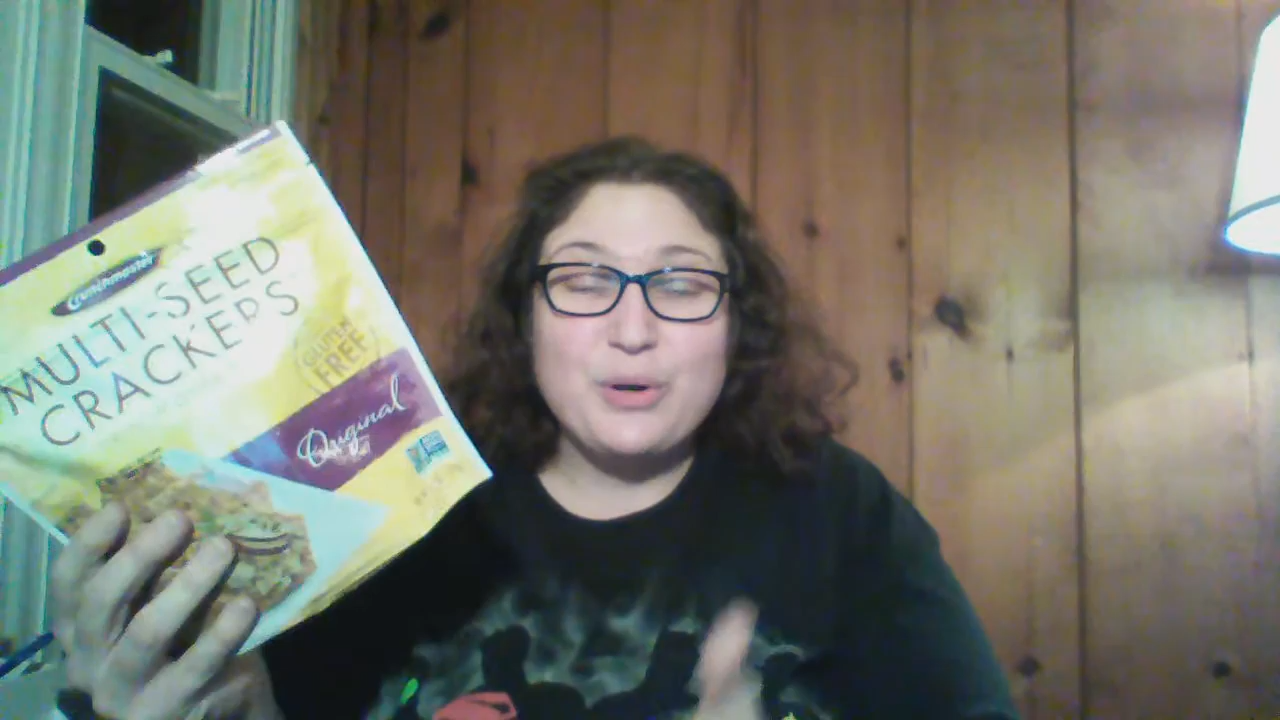 Crunchmaster
MULTI-SEED
CRACKERS
GLUTEN
FREE
Original